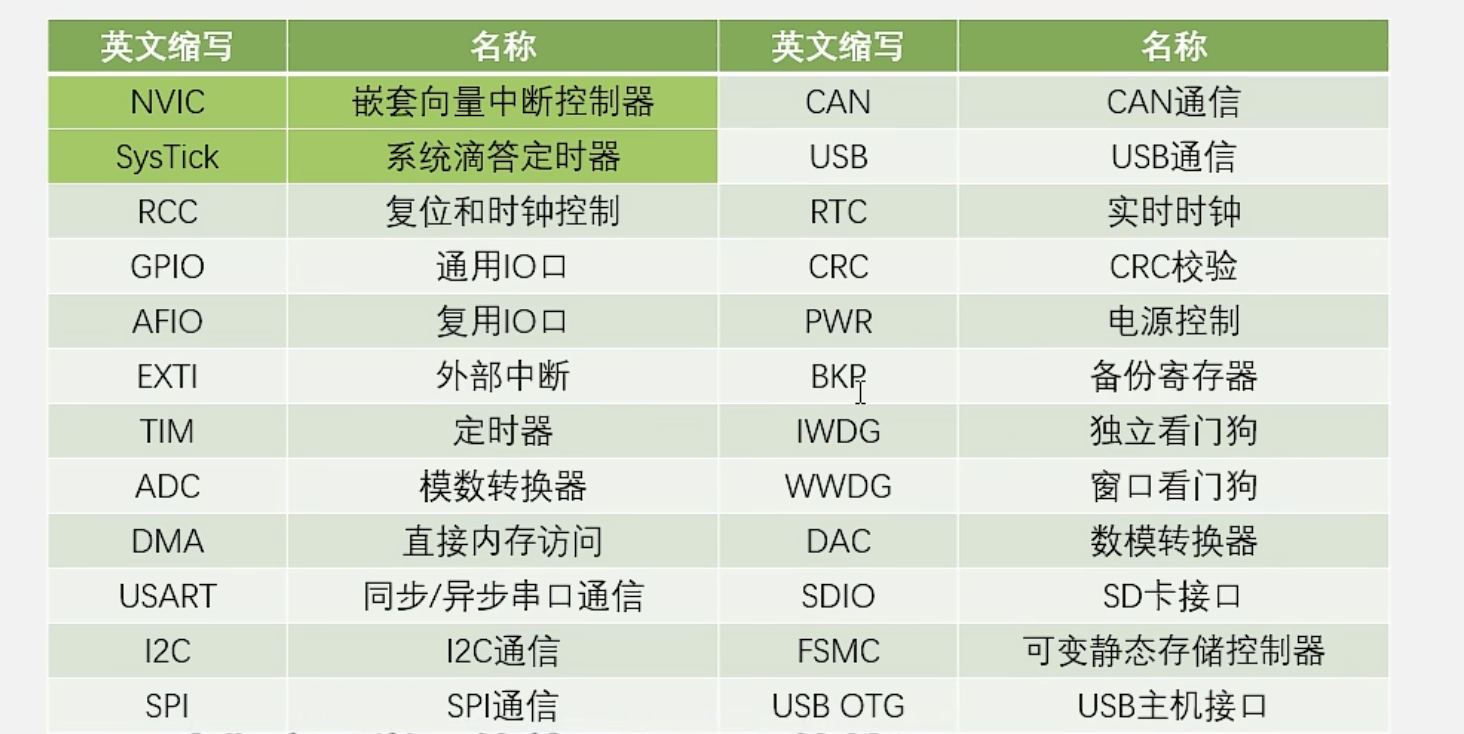 英文缩写 名称 英文缩写 名称
NVIC 嵌套向量中断控制器 CAN CAN通信
SysTick 系统滴答定时器 USB USB通信
RCC 复位和时钟控制 RTC 实时时钟
GPIO 通用IO口 CRC CRC校验
AFIO 复用IO口 PWR 电源控制
EXTI 外部中断 BKP 备份寄存器
TIM 定时器 IWDG 独立看门狗
ADC 模数转换器 WWDG 窗口看门狗
DMA 直接内存访问 DAC 数模转换器
USART 同步/异步串口通信 SDIO SD卡接口
I2C I2C通信 FSMC 可变静态存储控制器
SPI SPI通信 USB OTG USB主机接口